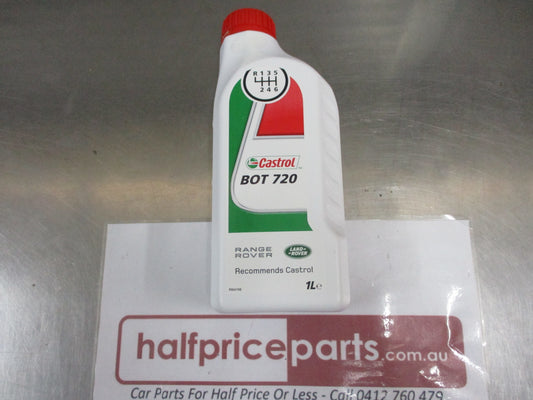 R 1 3 5
2 4 6
Castrol
BOT 720
RANGE ROVER
LAND ROVER
Recommends Castrol
1L e
halfpriceparts.com.au
Car Parts For Half Price Or Less - Call 0412 760 479